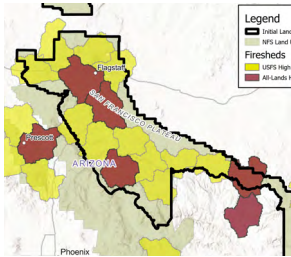 Legend
Initial Land
NFS Land
Firesheds
USFS High
All-Lands H
Flagstaff
SAN FRANCISCO PLATEAU
Prescott
ARIZONA
Phoenix